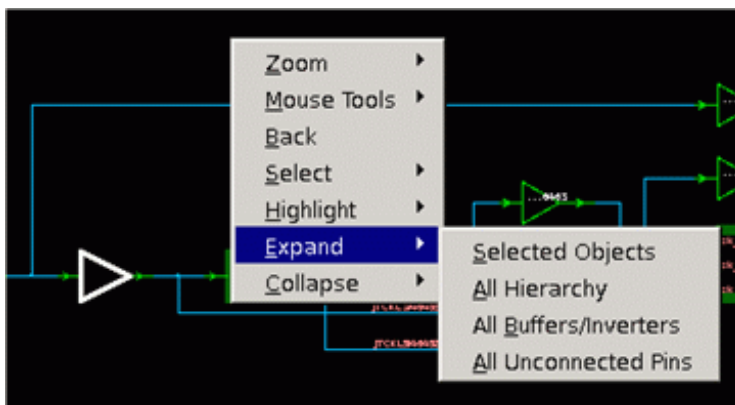 Zoom
Mouse Tools
Back
Select
Highlight
Expand
Collapse
Selected Objects
All Hierarchy
All Buffers/Inverters
All Unconnected Pins